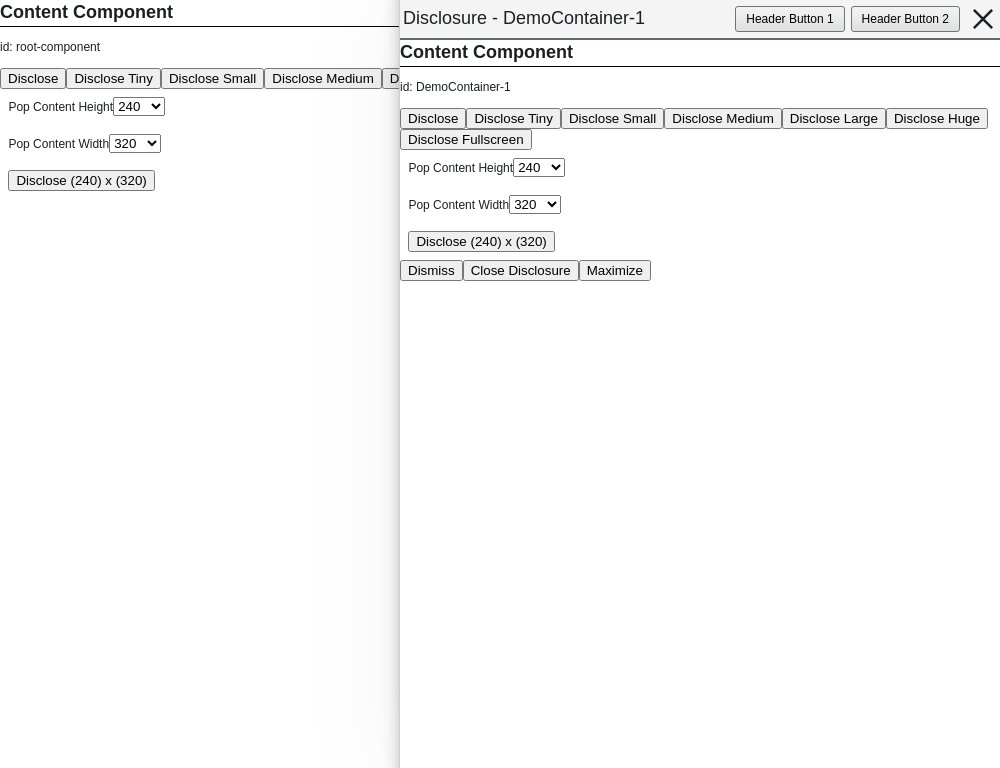 Content Component
id: root-component
Disclose Disclose Tiny Disclose Small Disclose Medium D
Pop Content Height 240
Pop Content Width 320
Disclose (240) x (320)
Disclosure - DemoContainer-1 Header Button 1 Header Button 2
Content Component
id: DemoContainer-1
Disclose Disclose Tiny Disclose Small Disclose Medium Disclose Large Disclose Huge
Disclose Fullscreen
Pop Content Height 240
Pop Content Width 320
Disclose (240) x (320)
Dismiss Close Disclosure Maximize